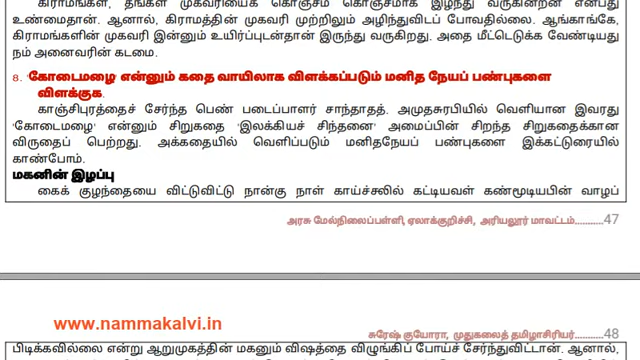 கிராமங்கள், தங்கள் முகவரியைக் கொஞ்சம் கொஞ்சமாக இழந்து வருகின்றன என்பது
உண்மைதான். ஆனால், கிராமத்தின் முகவரி முற்றிலும் அழிந்துவிடப் போவதில்லை. ஆங்காங்கே,
கிராமங்களின் முகவரி இன்னும் உயிர்ப்புடன்தான் இருந்து வருகிறது. அதை மீட்டெடுக்க வேண்டியது
நம் அனைவரின் கடமை.
8. 'கோடைமழை' என்னும் கதை வாயிலாக விளக்கப்படும் மனித நேயப் பண்புகளை
விளக்குக.
காஞ்சிபுரத்தைச் சேர்ந்த பெண் படைப்பாளர் சாந்தாதத். அமுதசுரபியில் வெளியான இவரது
'கோடைமழை' என்னும் சிறுகதை 'இலக்கியச் சிந்தனை' அமைப்பின் சிறந்த சிறுகதைக்கான
விருதைப் பெற்றது. அக்கதையில் வெளிப்படும் மனிதநேயப் பண்புகளை இக்கட்டுரையில்
காண்போம்.
மகனின் இழப்பு
கைக் குழந்தையை விட்டுவிட்டு நான்கு நாள் காய்ச்சலில் கட்டியவள் கண்மூடியபின் வாழப்
அரசு மேல்நிலைப்பள்ளி, ஏலாக்குறிச்சி, அரியலூர் மாவட்டம்...........47
www.nammakalvi.in
சுரேஷ் குயோரா, முதுகலைத் தமிழாசிரியர்...........48
பிடிக்கவில்லை என்று ஆறுமுகத்தின் மகனும் விஷத்தை விழுங்கிப் போய்ச் சேர்ந்துவிட்டான். ஆனால்,